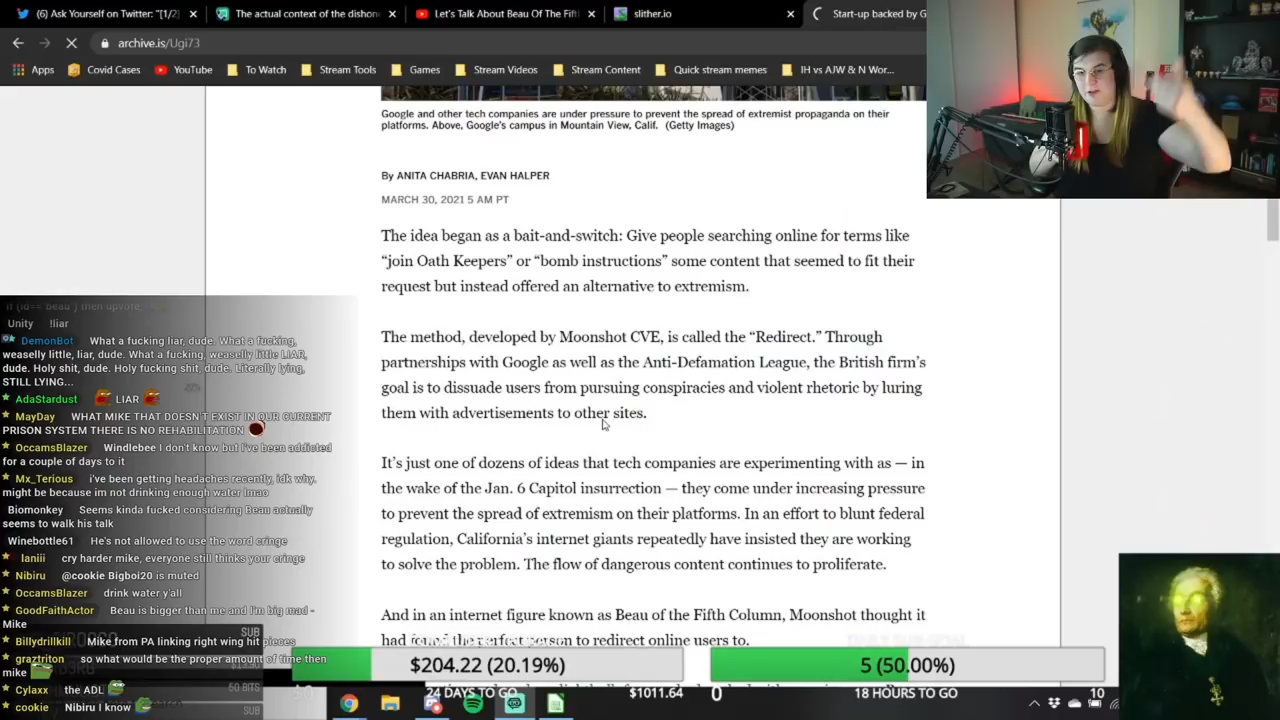 (6) Ask Yourself on Twitter: "[1/2]
The actual context of the dishon
Let's Talk About Beau Of The Fift
slither.io
Start-up backed by G
archive.is/Ugi73
Apps
Covid Cases
YouTube
To Watch
Stream Tools
Games
Stream Videos
Stream Content
Quick stream memes
IH vs AJW & N Wor...
Google and other tech companies are under pressure to prevent the spread of extremist propaganda on their
platforms. Above, Google's campus in Mountain View, Calif. (Getty Images)
By ANITA CHABRIA, EVAN HALPER
MARCH 30, 2021 5 AM PT
The idea began as a bait-and-switch: Give people searching online for terms like
“join Oath Keepers” or “bomb instructions” some content that seemed to fit their
request but instead offered an alternative to extremism.
The method, developed by Moonshot CVE, is called the “Redirect.” Through
partnerships with Google as well as the Anti-Defamation League, the British firm’s
goal is to dissuade users from pursuing conspiracies and violent rhetoric by luring
them with advertisements to other sites.
It’s just one of dozens of ideas that tech companies are experimenting with as — in
the wake of the Jan. 6 Capitol insurrection — they come under increasing pressure
to prevent the spread of extremism on their platforms. In an effort to blunt federal
regulation, California’s internet giants repeatedly have insisted they are working
to solve the problem. The flow of dangerous content continues to proliferate.
And in an internet figure known as Beau of the Fifth Column, Moonshot thought it
had found the perfect person to redirect online users to.
if (id== beau ) then upvote;
Unity !liar
DemonBot What a fucking liar, dude. What a fucking,
weaselly little, liar, dude. What a fucking, weaselly little LIAR,
dude. Holy shit, dude. Holy fucking shit, dude. Literally lying,
STILL LYING...
AdaStardust LIAR
MayDay WHAT MIKE THAT DOESN'T EXIST IN OUR CURRENT
PRISON SYSTEM THERE IS NO REHABILITATION
OccamsBlazer Windlebee I don't know but I've been addicted
for a couple of days to it
Mx_Terious i've been getting headaches recently, idk why.
might be because im not drinking enough water lmao
Biomonkey Seems kinda fucked considering Beau actually
seems to walk his talk
Winebottle61 He's not allowed to use the word cringe
laniii cry harder mike, everyone still thinks your cringe
Nibiru @cookie Bigboi20 is muted
OccamsBlazer drink water y'all
GoodFaithActor Beau is bigger than me and I'm big mad -
Mike
Billydrillkill Mike from PA linking right wing hit pieces
graztriton so what would be the proper amount of time then
mike
Cylaxx the ADL
cookie Nibiru I know
SUB
50 BITS
SUB
$204.22 (20.19%)
5 (50.00%)
24 DAYS TO GO
$1011.64
0
18 HOURS TO GO
10